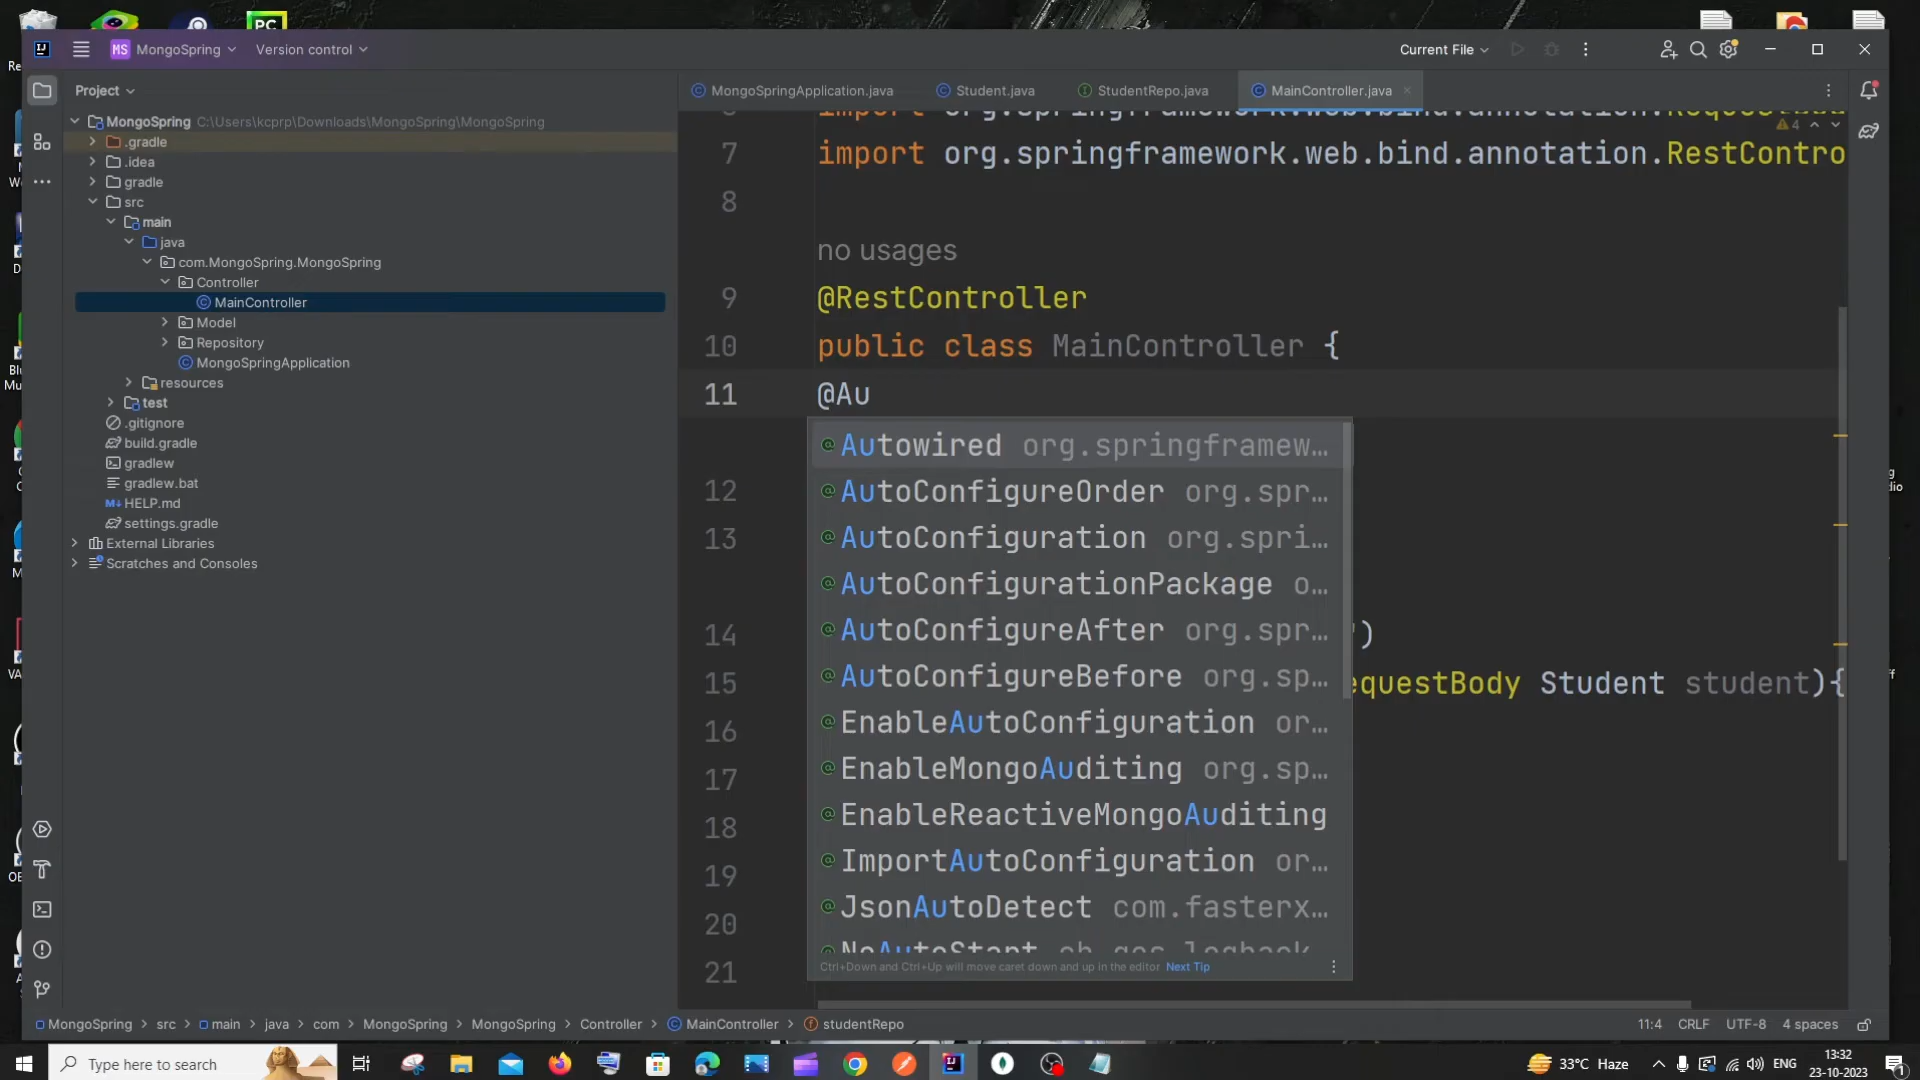 PC
MS MongoSpring
Version control
Current File
Project
MongoSpringApplication.java
Student.java
StudentRepo.java
MainController.java
MongoSpring C:\Users\kcprp\Downloads\MongoSpring\MongoSpring
.gradle
.idea
gradle
src
main
java
com.MongoSpring.MongoSpring
Controller
MainController
Model
Repository
MongoSpringApplication
resources
test
.gitignore
build.gradle
gradlew
gradlew.bat
HELP.md
settings.gradle
External Libraries
Scratches and Consoles
4
7 import org.springframework.web.bind.annotation.RestContro
8
no usages
9 @RestController
10 public class MainController {
11 @Au
Autowired org.springframew...
12 AutoConfigureOrder org.spr...
13 AutoConfiguration org.spri...
AutoConfigurationPackage o...
14 AutoConfigureAfter org.spr... ")
15 AutoConfigureBefore org.sp... equestBody Student student){
16 EnableAutoConfiguration or...
17 EnableMongoAuditing org.sp...
18 EnableReactiveMongoAuditing
19 ImportAutoConfiguration or...
20 JsonAutoDetect com.fasterx...
21 NoAutoStart ch.qos.logback
Ctrl+Down and Ctrl+Up will move caret down and up in the editor Next Tip
MongoSpring > src > main > java > com > MongoSpring > MongoSpring > Controller > MainController > studentRepo
11:4 CRLF UTF-8 4 spaces
Type here to search
33°C Haze
ENG
13:32
23-10-2023
1